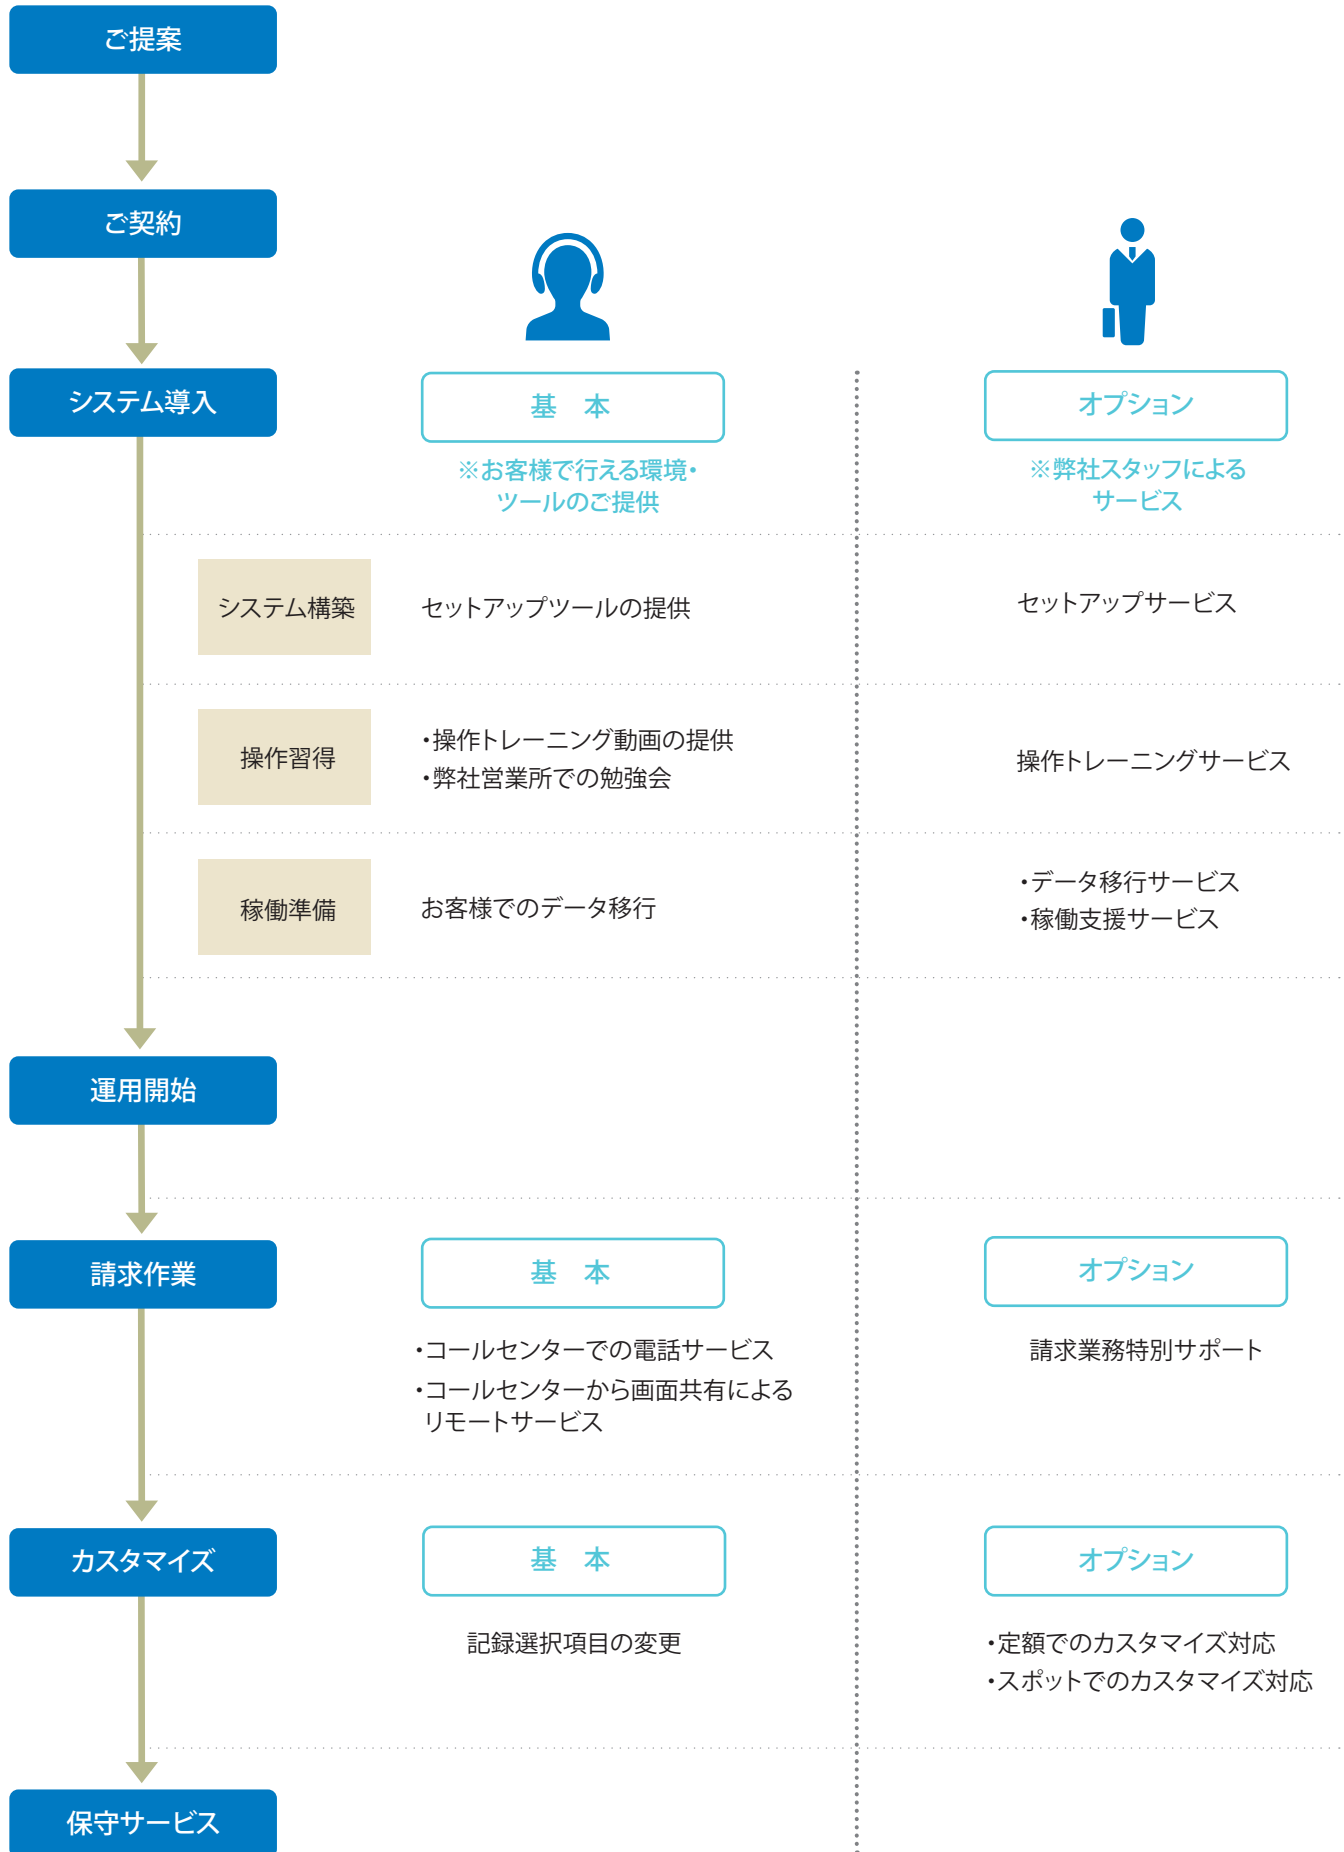 ご提案
ご契約
システム導入
基　本
オプション
※お客様で行える環境・
ツールのご提供
※弊社スタッフによる
サービス
システム構築
セットアップツールの提供
セットアップサービス
操作習得
・操作トレーニング動画の提供
・弊社営業所での勉強会
操作トレーニングサービス
稼働準備
お客様でのデータ移行
・データ移行サービス
・稼働支援サービス
運用開始
請求作業
基　本
オプション
・コールセンターでの電話サービス
・コールセンターから画面共有による
リモートサービス
請求業務特別サポート
カスタマイズ
基　本
オプション
記録選択項目の変更
・定額でのカスタマイズ対応
・スポットでのカスタマイズ対応
保守サービス